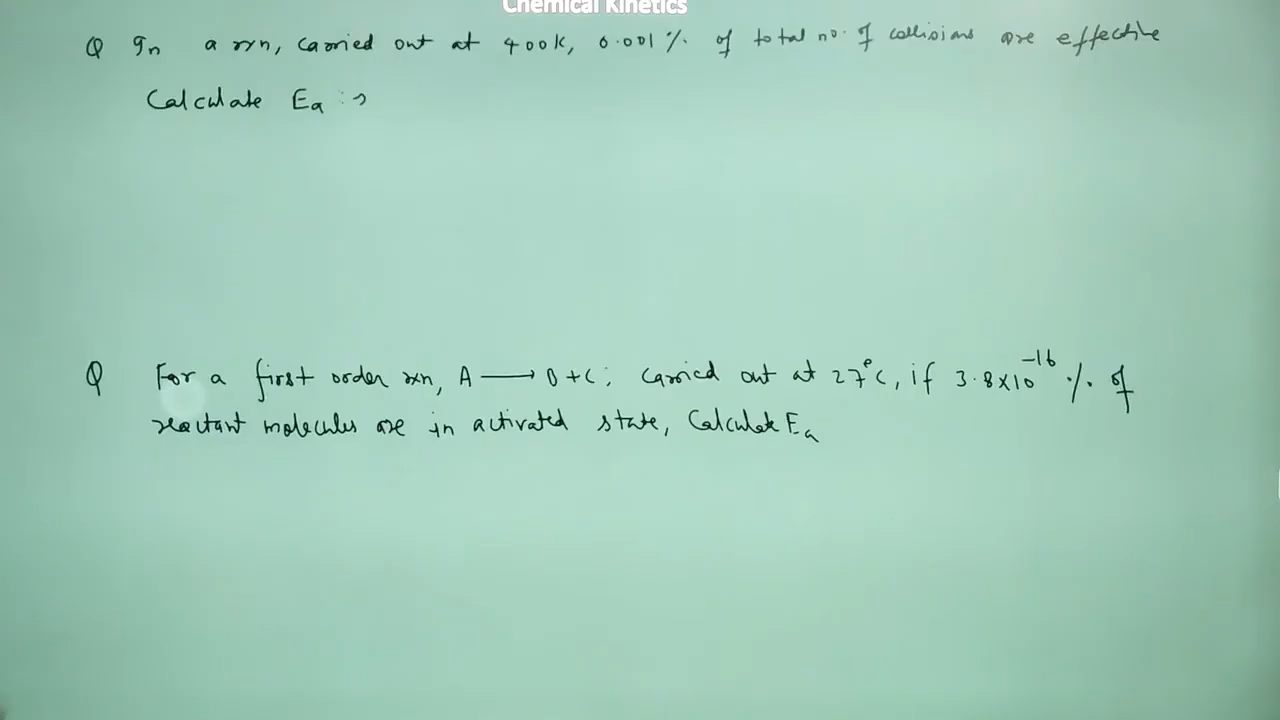 Chemical Kinetics
Q In a rxn, carried out at 400K, 0.001% of total no. of collisions are effective
Calculate Ea :->
Q For a first order rxn, A ⟶ B+C; carried out at 27°C, if 3.8×10⁻¹⁶ % of
reactant molecules are in activated state, Calculate Ea